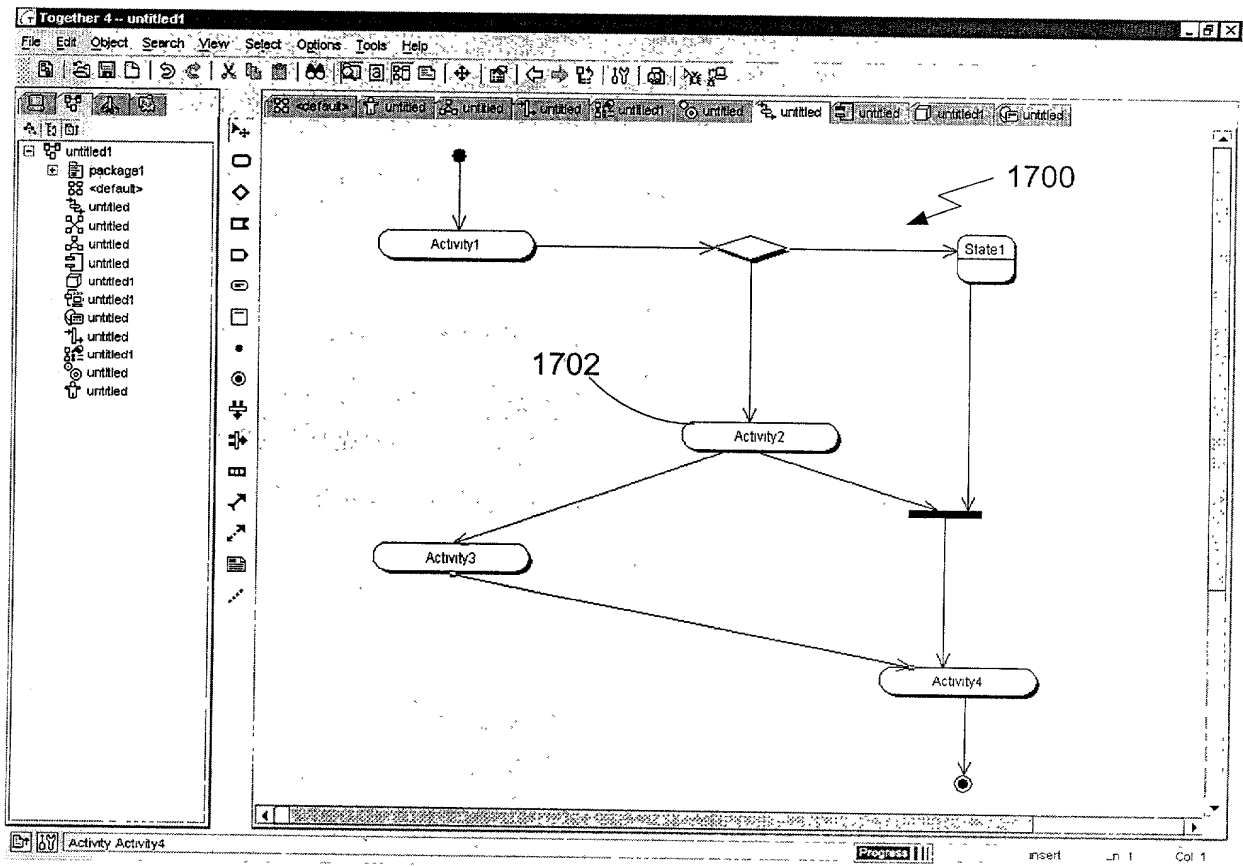 Together 4 -- untitled1
File Edit Object Search View Select Options Tools Help
<default> untitled untitled untitled untitled1 untitled untitled untitled untitled1 untitled
untitled1
package1
<default>
untitled
untitled
untitled
untitled
untitled1
untitled1
untitled
untitled
untitled1
untitled
untitled
1700
Activity1
State1
1702
Activity2
Activity3
Activity4
Activity Activity4
Progress insert Ln 1 Col 1